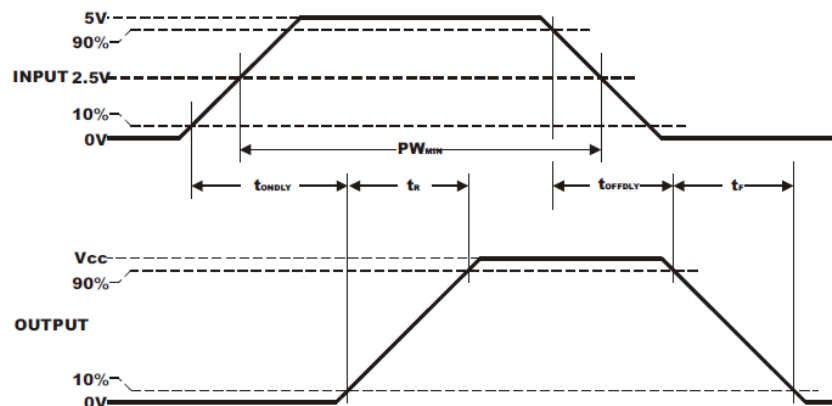 5V
90%
INPUT 2.5V
10%
0V
PWMIN
tONDLY
tR
tOFFDLY
tF
Vcc
90%
OUTPUT
10%
0V